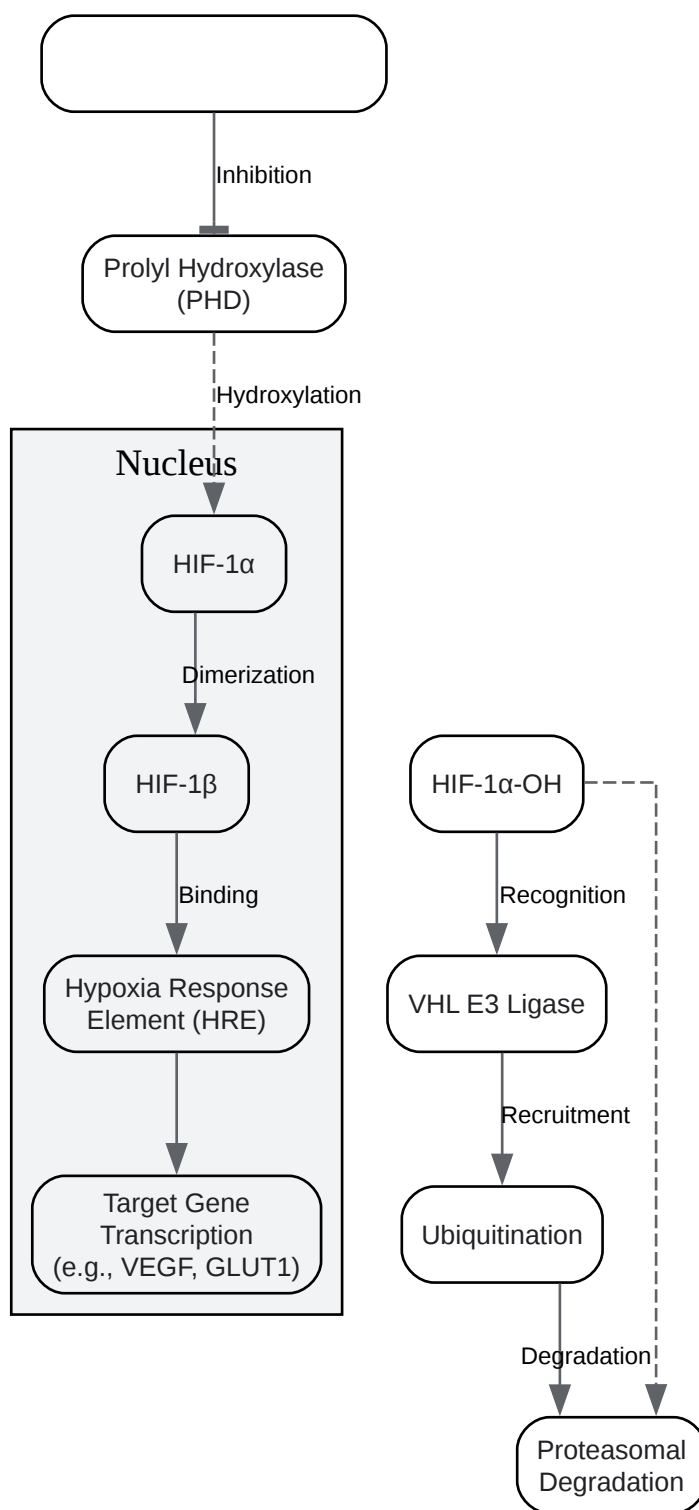 Inhibition
Prolyl Hydroxylase
(PHD)
Hydroxylation
Nucleus
HIF-1α
Dimerization
HIF-1β
HIF-1α-OH
Binding
Recognition
Hypoxia Response
Element (HRE)
VHL E3 Ligase
Recruitment
Target Gene
Transcription
(e.g., VEGF, GLUT1)
Ubiquitination
Degradation
Proteasomal
Degradation